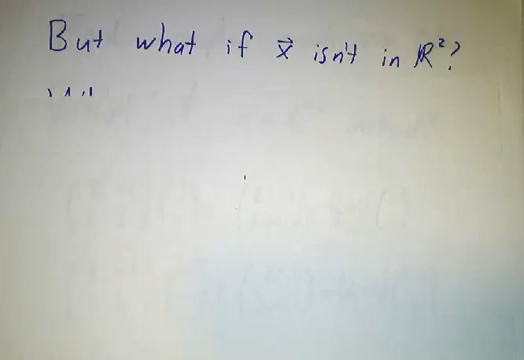 But what if x⃗ isn't in ℝ²?